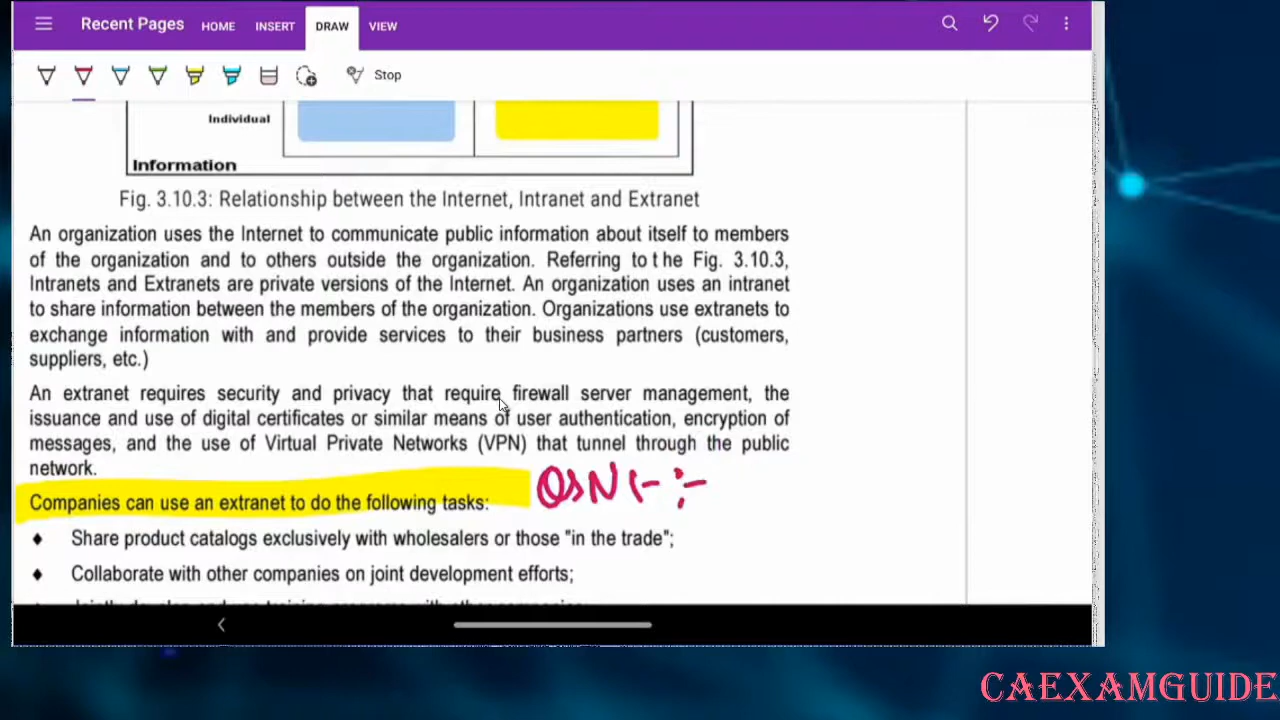 Recent Pages HOME INSERT DRAW VIEW
Stop
Individual
Information
Fig. 3.10.3: Relationship between the Internet, Intranet and Extranet
An organization uses the Internet to communicate public information about itself to members
of the organization and to others outside the organization. Referring to t he Fig. 3.10.3,
Intranets and Extranets are private versions of the Internet. An organization uses an intranet
to share information between the members of the organization. Organizations use extranets to
exchange information with and provide services to their business partners (customers,
suppliers, etc.)
An extranet requires security and privacy that require firewall server management, the
issuance and use of digital certificates or similar means of user authentication, encryption of
messages, and the use of Virtual Private Networks (VPN) that tunnel through the public
network.
Companies can use an extranet to do the following tasks:
♦ Share product catalogs exclusively with wholesalers or those "in the trade";
♦ Collaborate with other companies on joint development efforts;
CAEXAMGUIDE